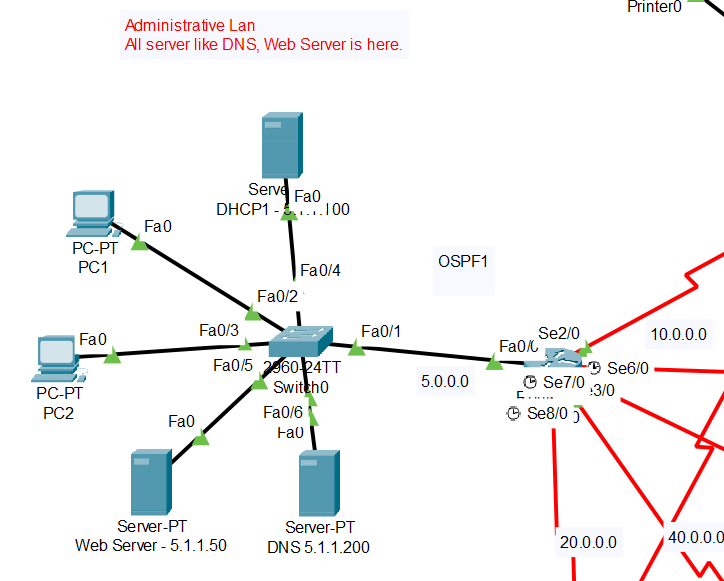 Printer0
Administrative Lan
All server like DNS, Web Server is here.
Fa0
DHCP1 -
Fa0
PC-PT
PC1
OSPF1
Fa0/4
Fa0/2
Fa0/3
Fa0/1
Se2/0
10.0.0.0
Fa0
Fa0/5
2960-24TT
Switch0
5.0.0.0
Se6/0
Se7/0
PC-PT
PC2
Fa0/6
Fa0
Fa0
Se8/0
Server-PT
Web Server - 5.1.1.50
Server-PT
DNS 5.1.1.200
20.0.0.0
40.0.0.0